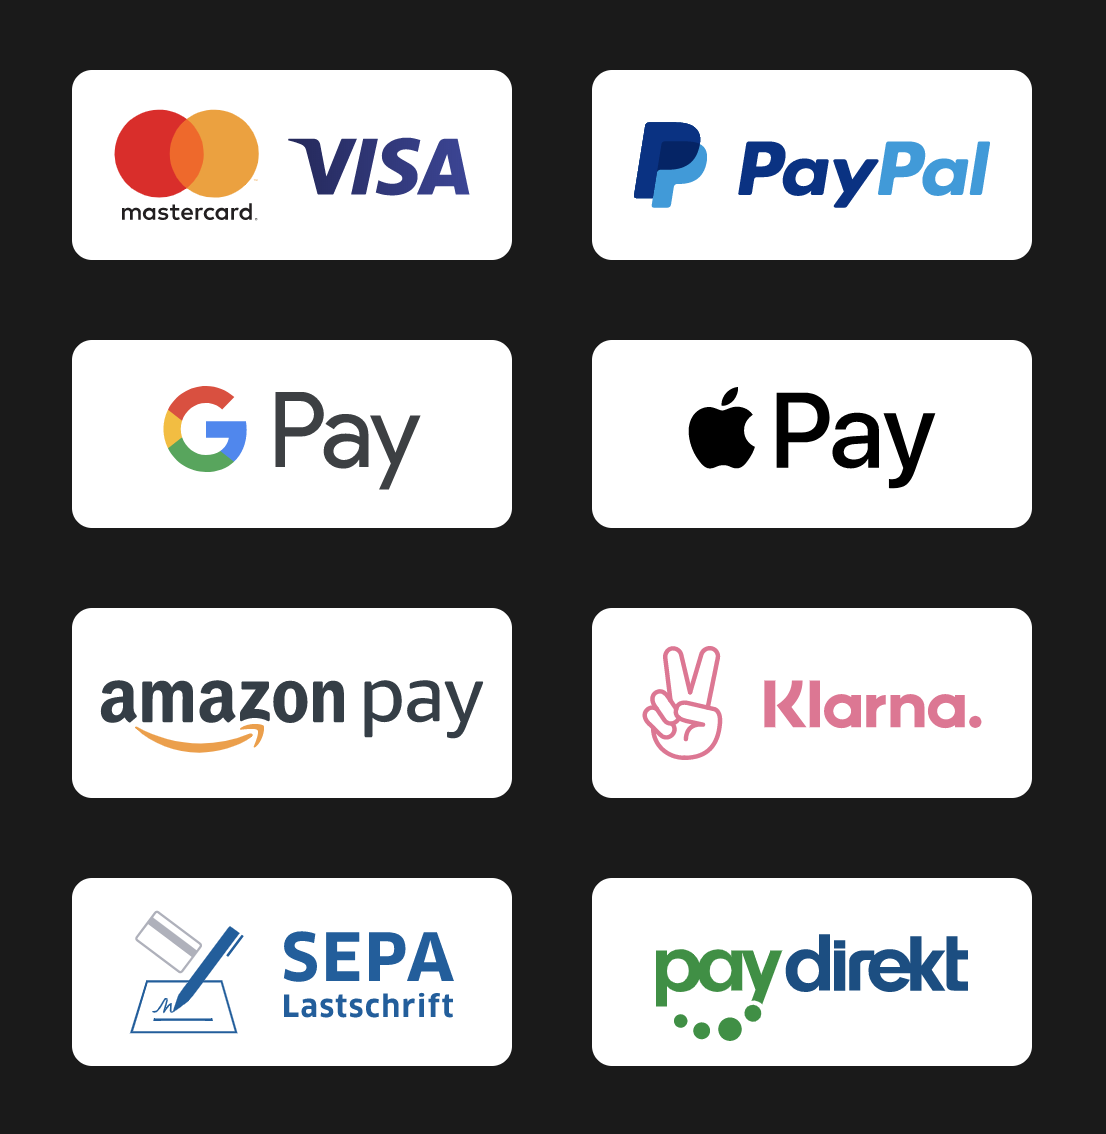 mastercard.
VISA
PayPal
G Pay
Pay
amazon pay
Klarna.
SEPA
Lastschrift
paydirekt